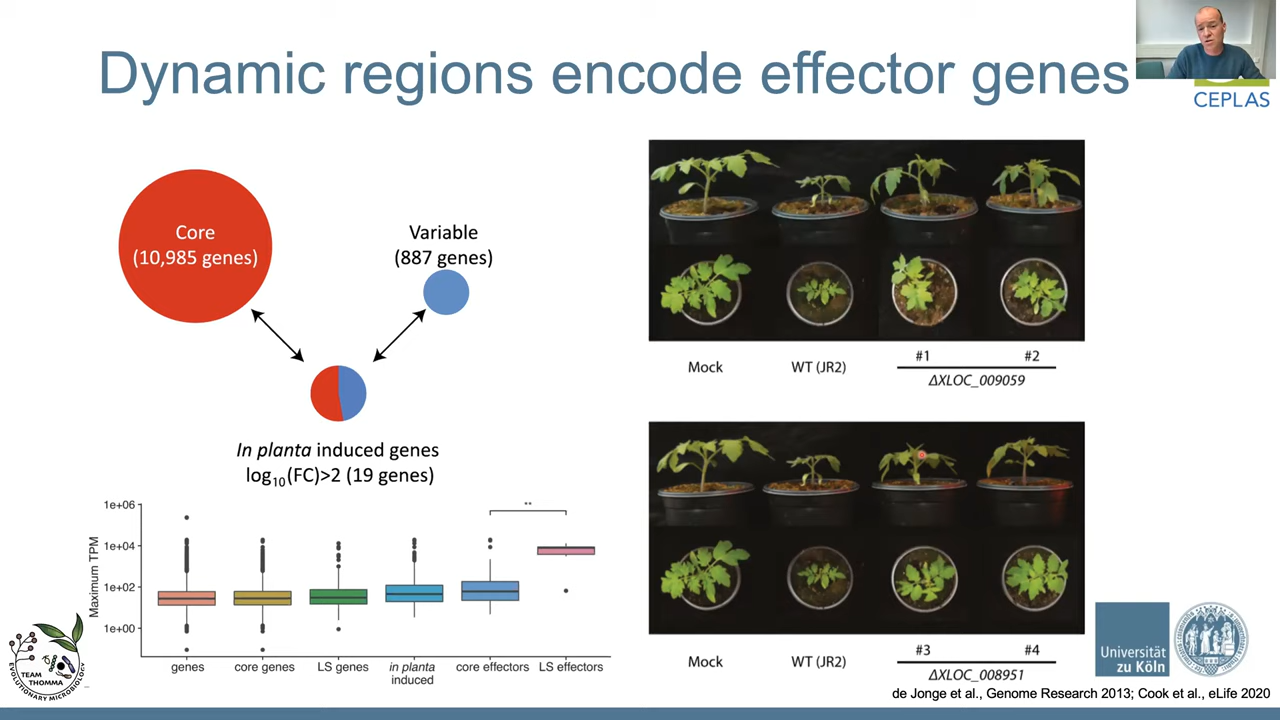 Dynamic regions encode effector genes
CEPLAS
Core
(10,985 genes)
Variable
(887 genes)
In planta induced genes
log10(FC)>2 (19 genes)
1e+06
1e+04
1e+02
1e+00
Maximum TPM
**
genes
core genes
LS genes
in planta
induced
core effectors
LS effectors
Mock
WT (JR2)
#1
#2
ΔXLOC_009059
Mock
WT (JR2)
#3
#4
ΔXLOC_008951
TEAM
THOMMA
EVOLUTIONARY MICROBIOLOGY
Universität
zu Köln
de Jonge et al., Genome Research 2013; Cook et al., eLife 2020